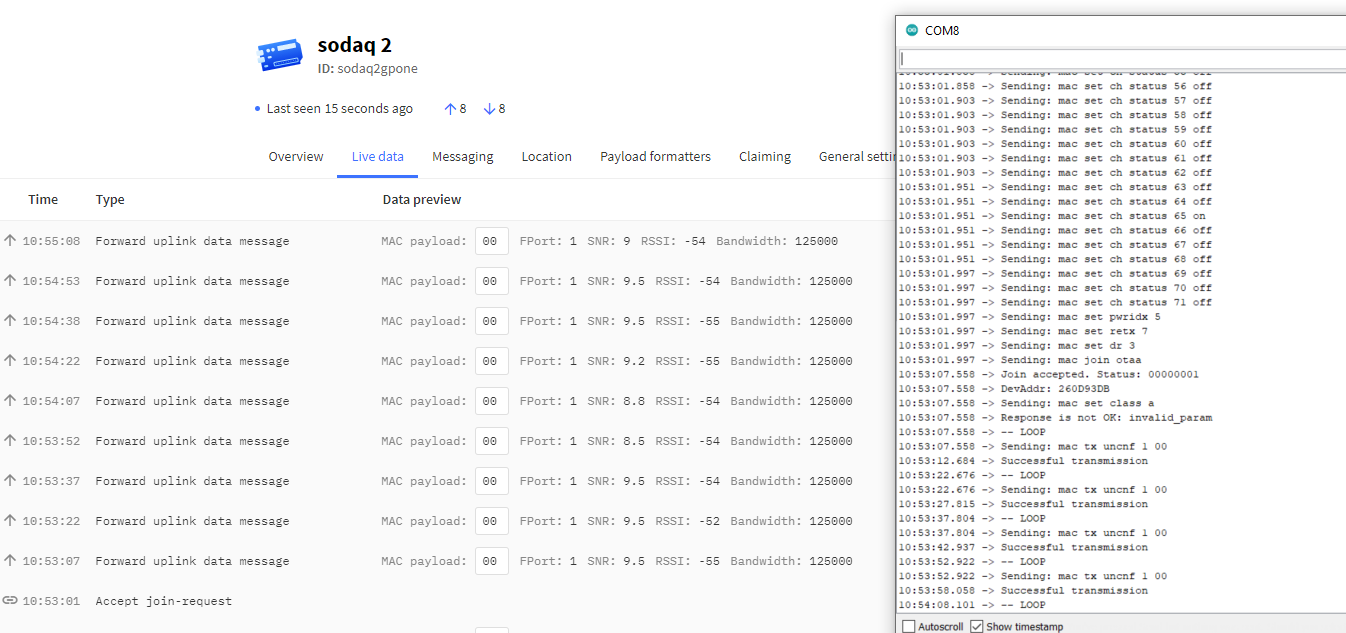 sodaq 2
ID: sodaq2gpone
Last seen 15 seconds ago ↑ 8 ↓ 8
Overview Live data Messaging Location Payload formatters Claiming General settin
Time Type Data preview
↑ 10:55:08 Forward uplink data message MAC payload: 00 FPort: 1 SNR: 9 RSSI: -54 Bandwidth: 125000
↑ 10:54:53 Forward uplink data message MAC payload: 00 FPort: 1 SNR: 9.5 RSSI: -54 Bandwidth: 125000
↑ 10:54:38 Forward uplink data message MAC payload: 00 FPort: 1 SNR: 9.5 RSSI: -55 Bandwidth: 125000
↑ 10:54:22 Forward uplink data message MAC payload: 00 FPort: 1 SNR: 9.2 RSSI: -55 Bandwidth: 125000
↑ 10:54:07 Forward uplink data message MAC payload: 00 FPort: 1 SNR: 8.8 RSSI: -54 Bandwidth: 125000
↑ 10:53:52 Forward uplink data message MAC payload: 00 FPort: 1 SNR: 8.5 RSSI: -54 Bandwidth: 125000
↑ 10:53:37 Forward uplink data message MAC payload: 00 FPort: 1 SNR: 9.5 RSSI: -54 Bandwidth: 125000
↑ 10:53:22 Forward uplink data message MAC payload: 00 FPort: 1 SNR: 9.5 RSSI: -52 Bandwidth: 125000
↑ 10:53:07 Forward uplink data message MAC payload: 00 FPort: 1 SNR: 9.5 RSSI: -55 Bandwidth: 125000
10:53:01 Accept join-request
COM8
10:53:01.858 -> Sending: mac set ch status 56 off
10:53:01.903 -> Sending: mac set ch status 57 off
10:53:01.903 -> Sending: mac set ch status 58 off
10:53:01.903 -> Sending: mac set ch status 59 off
10:53:01.903 -> Sending: mac set ch status 60 off
10:53:01.903 -> Sending: mac set ch status 61 off
10:53:01.903 -> Sending: mac set ch status 62 off
10:53:01.951 -> Sending: mac set ch status 63 off
10:53:01.951 -> Sending: mac set ch status 64 off
10:53:01.951 -> Sending: mac set ch status 65 on
10:53:01.951 -> Sending: mac set ch status 66 off
10:53:01.951 -> Sending: mac set ch status 67 off
10:53:01.951 -> Sending: mac set ch status 68 off
10:53:01.997 -> Sending: mac set ch status 69 off
10:53:01.997 -> Sending: mac set ch status 70 off
10:53:01.997 -> Sending: mac set ch status 71 off
10:53:01.997 -> Sending: mac set pwridx 5
10:53:01.997 -> Sending: mac set retx 7
10:53:01.997 -> Sending: mac set dr 3
10:53:01.997 -> Sending: mac join otaa
10:53:07.558 -> Join accepted. Status: 00000001
10:53:07.558 -> DevAddr: 260D93DB
10:53:07.558 -> Sending: mac set class a
10:53:07.558 -> Response is not OK: invalid_param
10:53:07.558 -> -- LOOP
10:53:07.558 -> Sending: mac tx uncnf 1 00
10:53:12.684 -> Successful transmission
10:53:22.676 -> -- LOOP
10:53:22.676 -> Sending: mac tx uncnf 1 00
10:53:27.815 -> Successful transmission
10:53:37.804 -> -- LOOP
10:53:37.804 -> Sending: mac tx uncnf 1 00
10:53:42.937 -> Successful transmission
10:53:52.922 -> -- LOOP
10:53:52.922 -> Sending: mac tx uncnf 1 00
10:53:58.058 -> Successful transmission
10:54:08.101 -> -- LOOP
Autoscroll Show timestamp